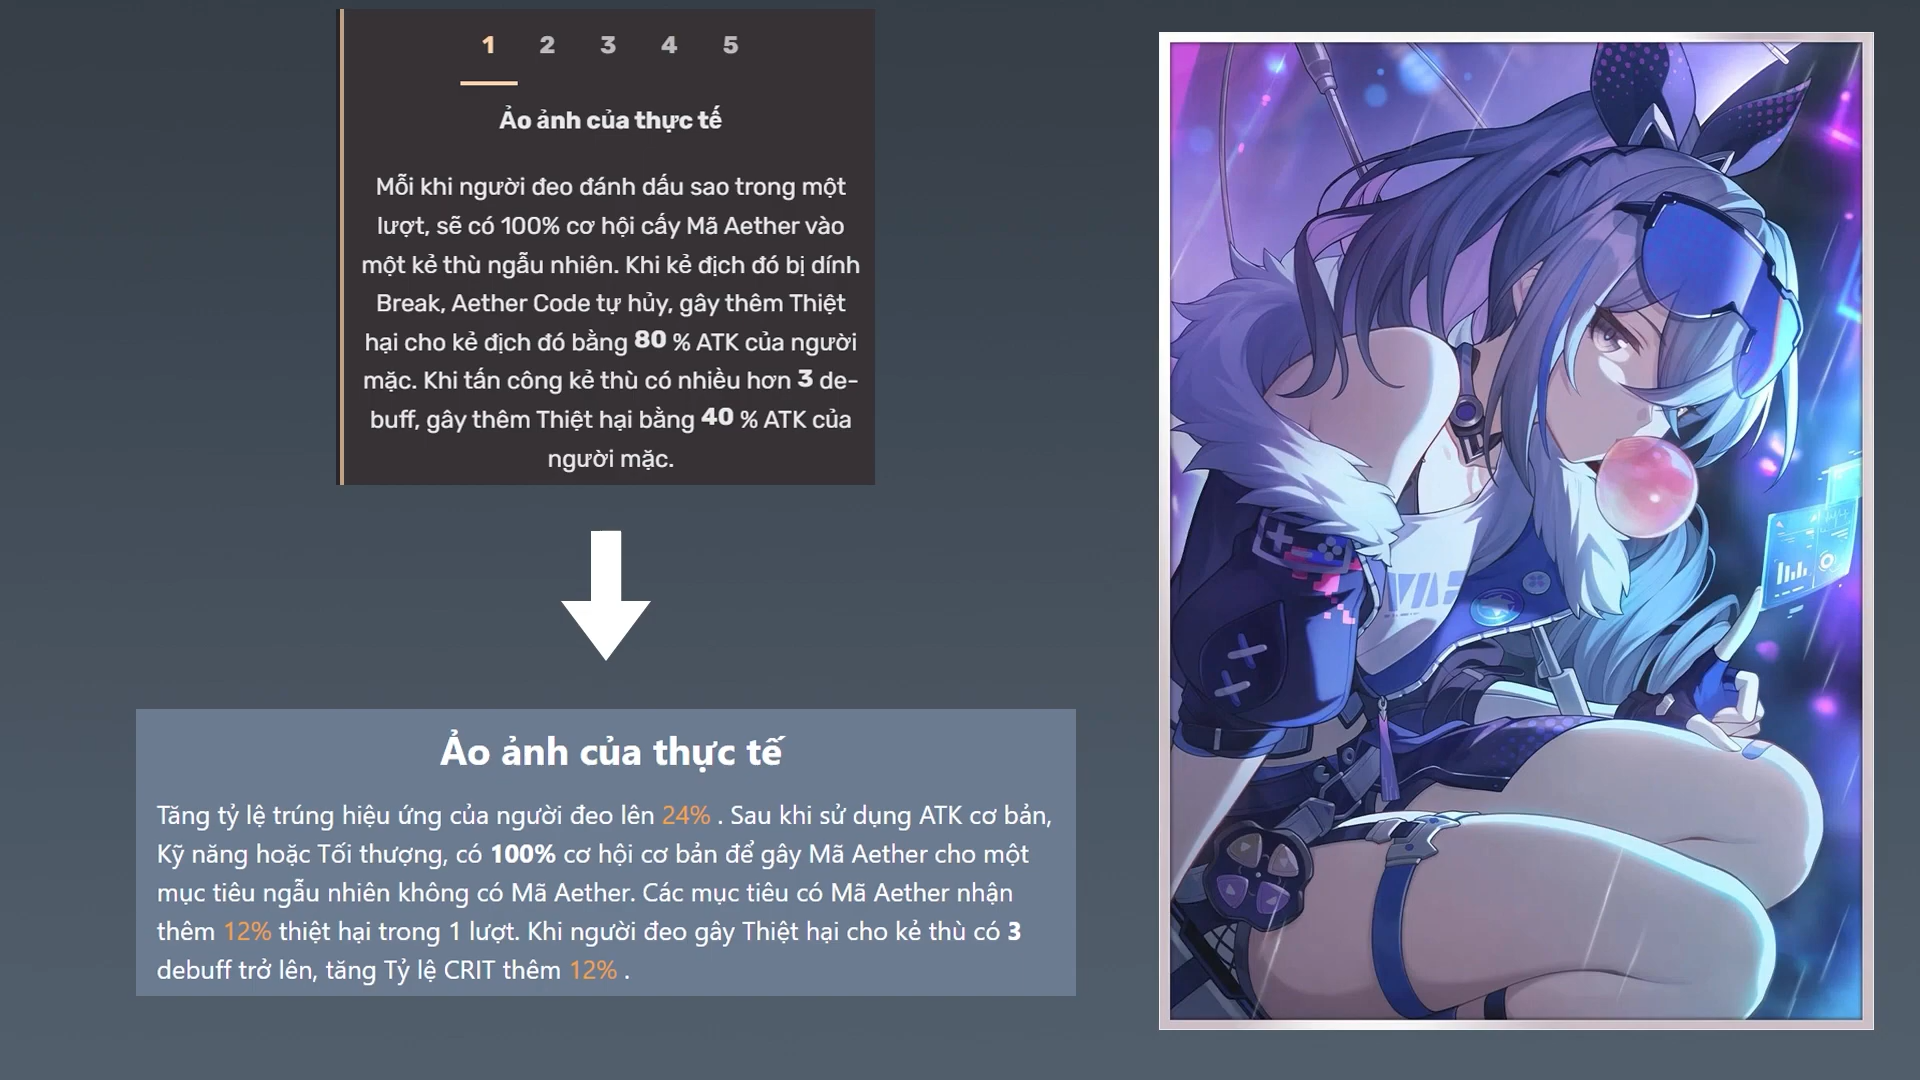 1 2 3 4 5
Ảo ảnh của thực tế
Mỗi khi người đeo đánh dấu sao trong một
lượt, sẽ có 100% cơ hội cấy Mã Aether vào
một kẻ thù ngẫu nhiên. Khi kẻ địch đó bị dính
Break, Aether Code tự hủy, gây thêm Thiệt
hại cho kẻ địch đó bằng 80 % ATK của người
mặc. Khi tấn công kẻ thù có nhiều hơn 3 de-
buff, gây thêm Thiệt hại bằng 40 % ATK của
người mặc.
Ảo ảnh của thực tế
Tăng tỷ lệ trúng hiệu ứng của người đeo lên 24% . Sau khi sử dụng ATK cơ bản,
Kỹ năng hoặc Tối thượng, có 100% cơ hội cơ bản để gây Mã Aether cho một
mục tiêu ngẫu nhiên không có Mã Aether. Các mục tiêu có Mã Aether nhận
thêm 12% thiệt hại trong 1 lượt. Khi người đeo gây Thiệt hại cho kẻ thù có 3
debuff trở lên, tăng Tỷ lệ CRIT thêm 12% .